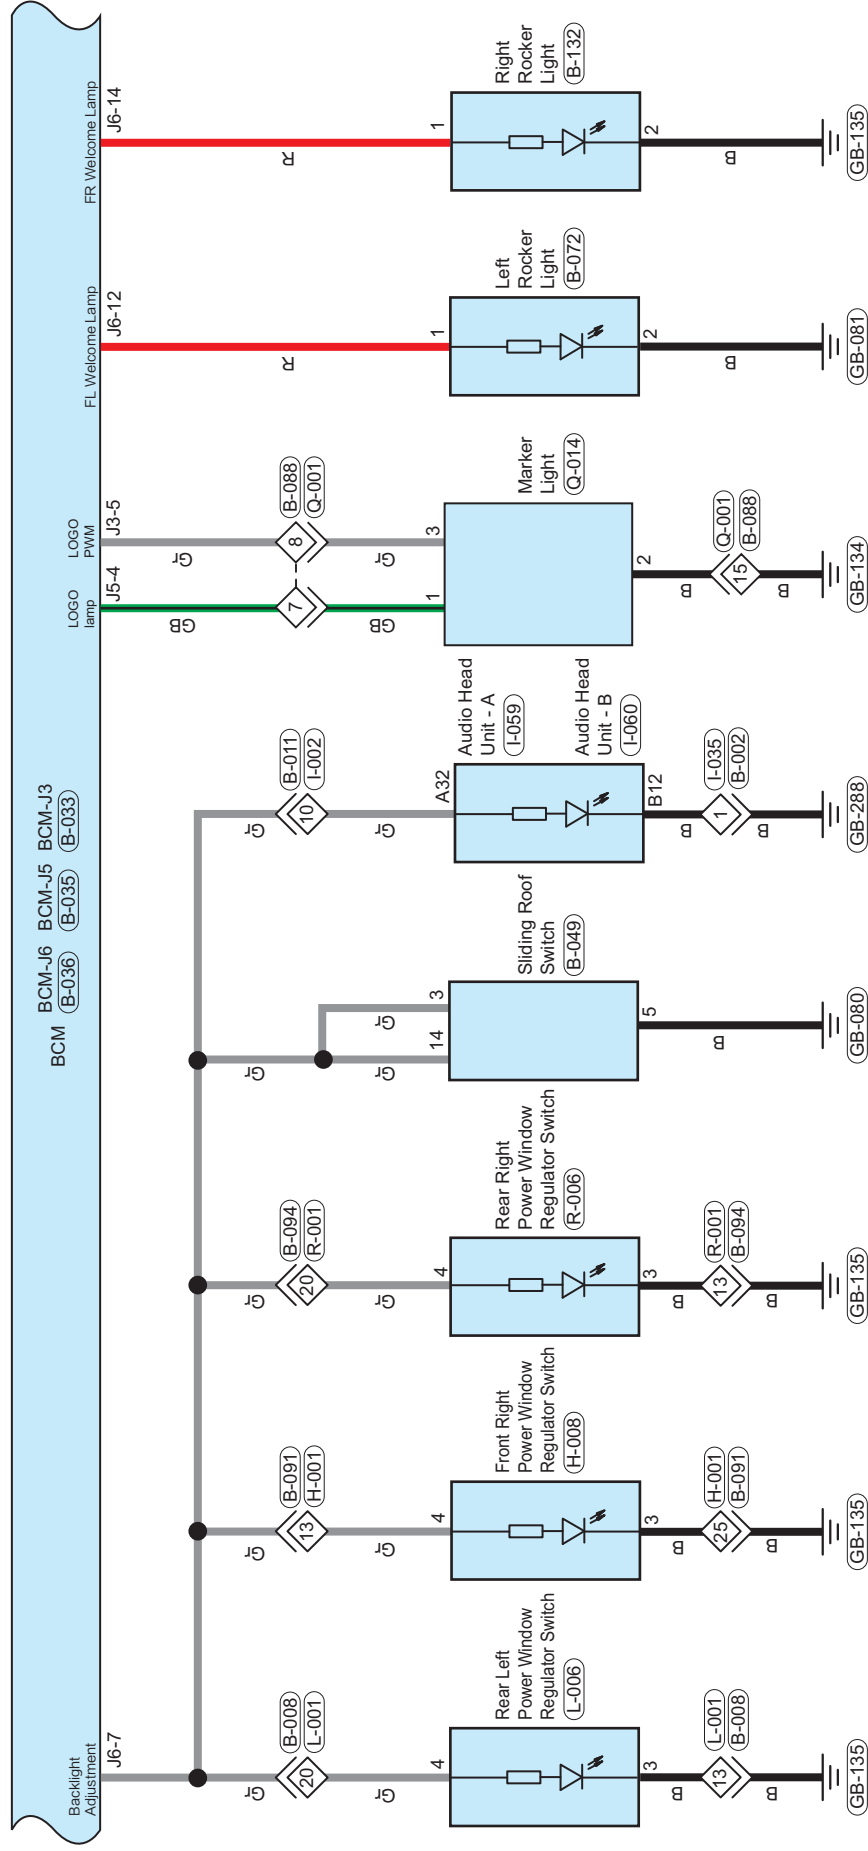 BCM
BCM-J6
B-036
BCM-J5
B-035
BCM-J3
B-033
Backlight
Adjustment
J6-7
LOGO
lamp
J5-4
LOGO
PWM
J3-5
FL Welcome Lamp
J6-12
FR Welcome Lamp
J6-14
Gr
20
B-008
L-001
Gr
4
Rear Left
Power Window
Regulator Switch
L-006
3
B
13
L-001
B-008
B
GB-135
Gr
13
B-091
H-001
Gr
4
Front Right
Power Window
Regulator Switch
H-008
3
B
25
H-001
B-091
B
GB-135
Gr
20
B-094
R-001
Gr
4
Rear Right
Power Window
Regulator Switch
R-006
3
B
13
R-001
B-094
B
GB-135
Gr
Gr
Gr
14
3
Sliding Roof
Switch
B-049
5
B
GB-080
Gr
10
B-011
I-002
Gr
A32
Audio Head
Unit - A
I-059
Audio Head
Unit - B
I-060
B12
B
1
I-035
B-002
B
GB-288
GB
Gr
7
8
B-088
Q-001
GB
Gr
1
3
Marker
Light
Q-014
2
B
15
Q-001
B-088
B
GB-134
R
1
Left
Rocker
Light
B-072
2
B
GB-081
R
1
Right
Rocker
Light
B-132
2
B
GB-135